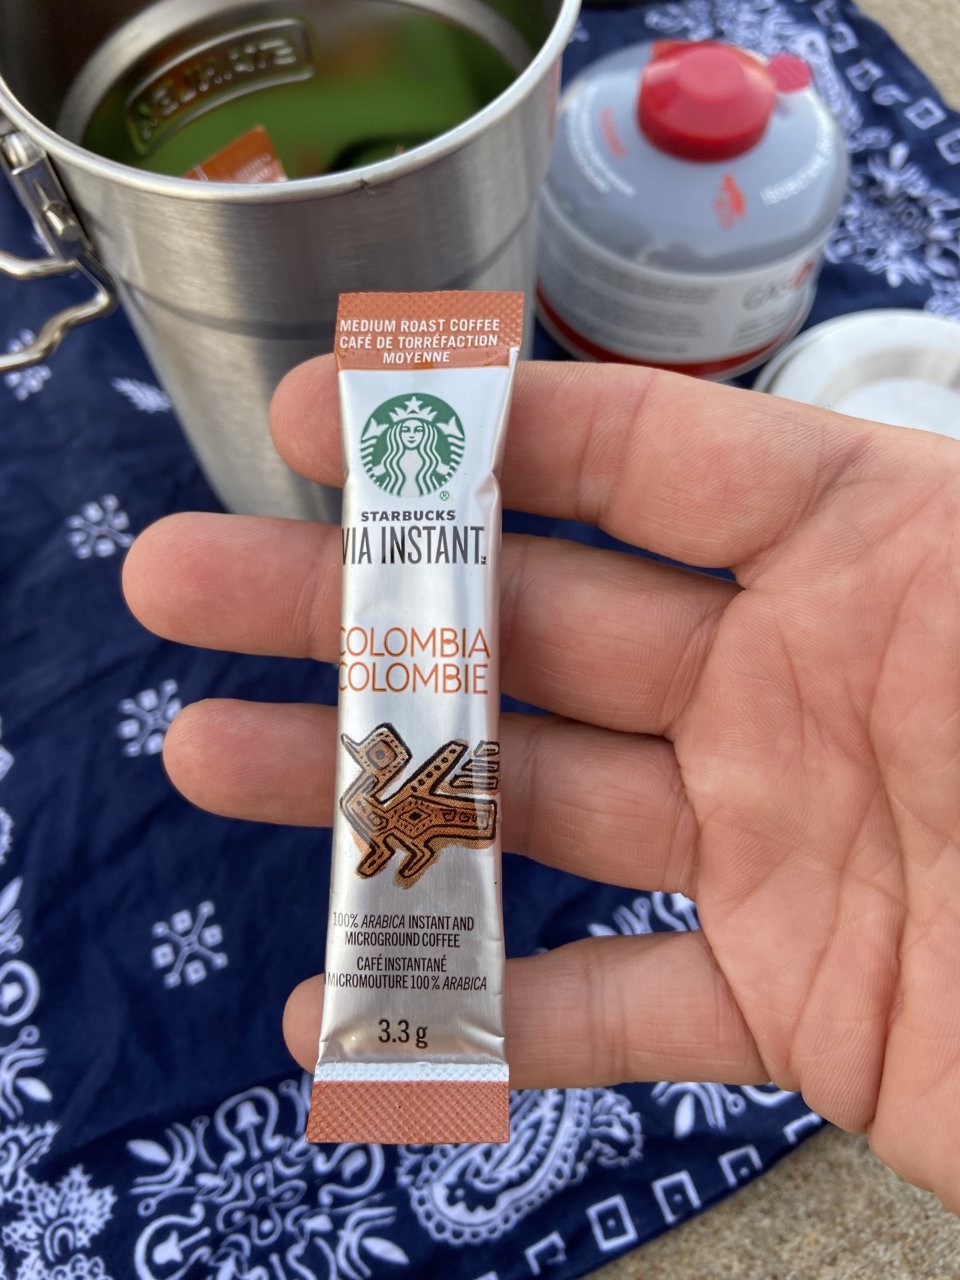 STANLEY
MEDIUM ROAST COFFEE
CAFÉ DE TORRÉFACTION
MOYENNE
®
STARBUCKS
VIA INSTANT
COLOMBIA
COLOMBIE
100% ARABICA INSTANT AND
MICROGROUND COFFEE
CAFÉ INSTANTANÉ
MICROMOUTURE 100% ARABICA
3.3 g